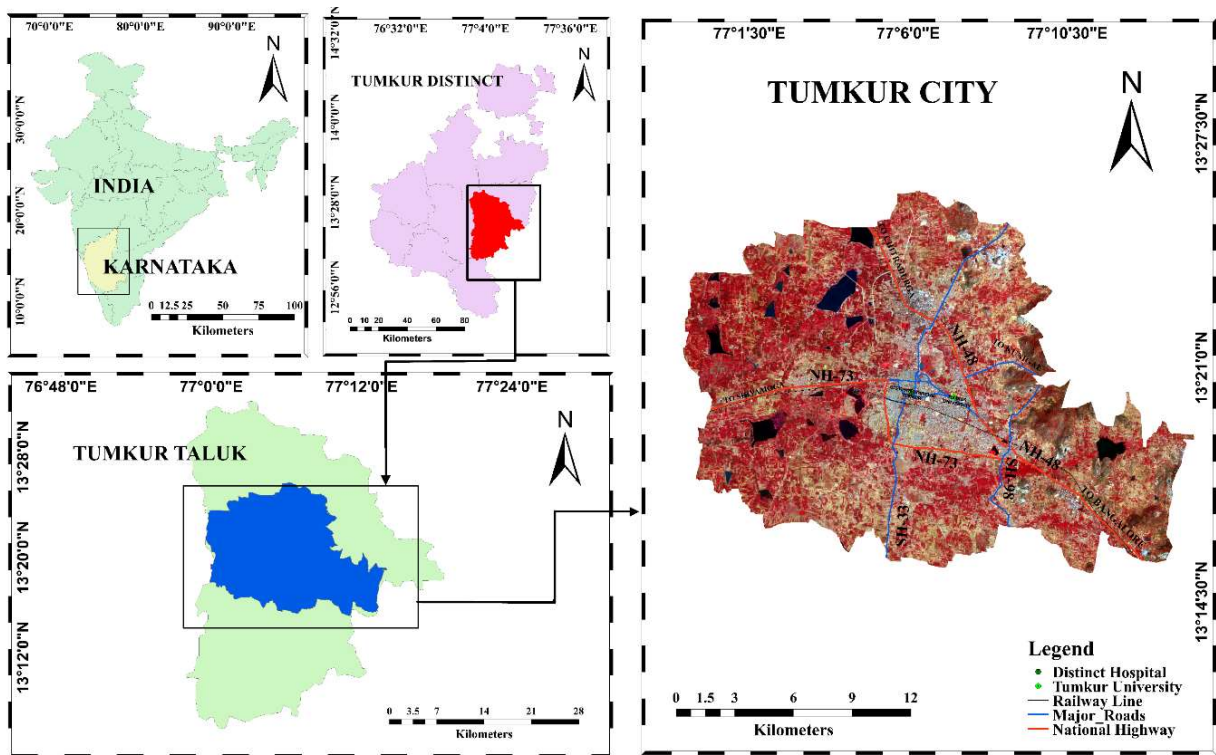 70°0'0"E 80°0'0"E 90°0'0"E
30°0'0"N
20°0'0"N
10°0'0"N
N
INDIA
KARNATAKA
0 12.5 25 50 75 100
Kilometers
76°32'0"E 77°4'0"E 77°36'0"E
14°32'0"N
14°0'0"N
13°28'0"N
12°56'0"N
TUMKUR DISTINCT
N
0 10 20 40 60 80
Kilometers
76°48'0"E 77°0'0"E 77°12'0"E 77°24'0"E
13°28'0"N
13°20'0"N
13°12'0"N
TUMKUR TALUK
N
0 3.5 7 14 21 28
Kilometers
77°1'30"E 77°6'0"E 77°10'30"E
13°27'30"N
13°21'0"N
13°14'30"N
TUMKUR CITY
N
NH-48
NH-73
TO SHIVAMOGA
NH-73
NH-48
SH-98
SH-33
TO BANGALORE
0 1.5 3 6 9 12
Kilometers
Legend
Distinct Hospital
Tumkur University
Railway Line
Major_Roads
National Highway